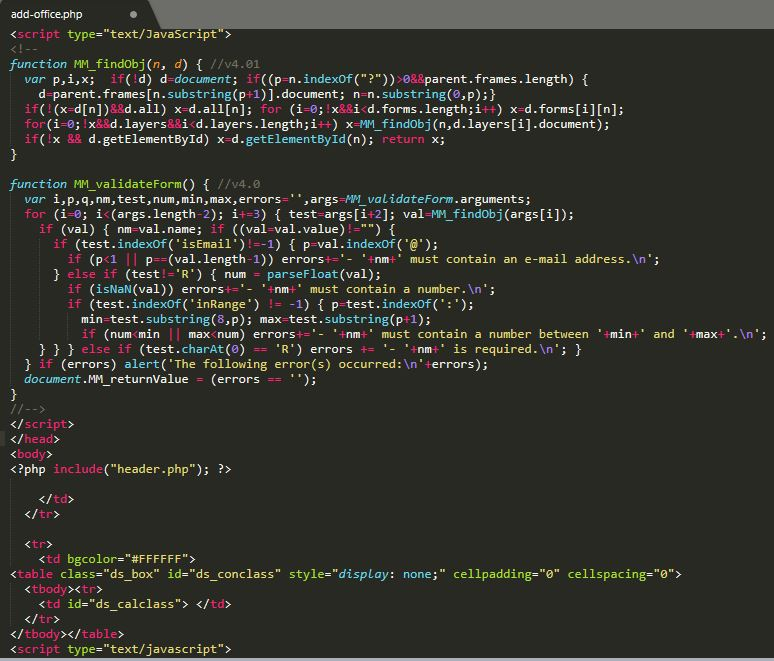 add-office.php
<script type="text/JavaScript">
<!--
function MM_findObj(n, d) { //v4.01
  var p,i,x;  if(!d) d=document; if((p=n.indexOf("?"))>0&&parent.frames.length) {
    d=parent.frames[n.substring(p+1)].document; n=n.substring(0,p);}
  if(!(x=d[n])&&d.all) x=d.all[n]; for (i=0;!x&&i<d.forms.length;i++) x=d.forms[i][n];
  for(i=0;!x&&d.layers&&i<d.layers.length;i++) x=MM_findObj(n,d.layers[i].document);
  if(!x && d.getElementById) x=d.getElementById(n); return x;
}
function MM_validateForm() { //v4.0
  var i,p,q,nm,test,num,min,max,errors='',args=MM_validateForm.arguments;
  for (i=0; i<(args.length-2); i+=3) { test=args[i+2]; val=MM_findObj(args[i]);
    if (val) { nm=val.name; if ((val=val.value)!="") {
      if (test.indexOf('isEmail')!=-1) { p=val.indexOf('@');
        if (p<1 || p==(val.length-1)) errors+='- '+nm+' must contain an e-mail address.\n';
      } else if (test!='R') { num = parseFloat(val);
        if (isNaN(val)) errors+='- '+nm+' must contain a number.\n';
        if (test.indexOf('inRange') != -1) { p=test.indexOf(':');
          min=test.substring(8,p); max=test.substring(p+1);
          if (num<min || max<num) errors+='- '+nm+' must contain a number between '+min+' and '+max+'.\n';
    } } } else if (test.charAt(0) == 'R') errors += '- '+nm+' is required.\n'; }
  } if (errors) alert('The following error(s) occurred:\n'+errors);
  document.MM_returnValue = (errors == '');
}
//-->
</script>
</head>
<body>
<?php include("header.php"); ?>
    </td>
  </tr>
  <tr>
    <td bgcolor="#FFFFFF">
<table class="ds_box" id="ds_conclass" style="display: none;" cellpadding="0" cellspacing="0">
  <tbody><tr>
    <td id="ds_calclass"> </td>
  </tr>
</tbody></table>
<script type="text/javascript">